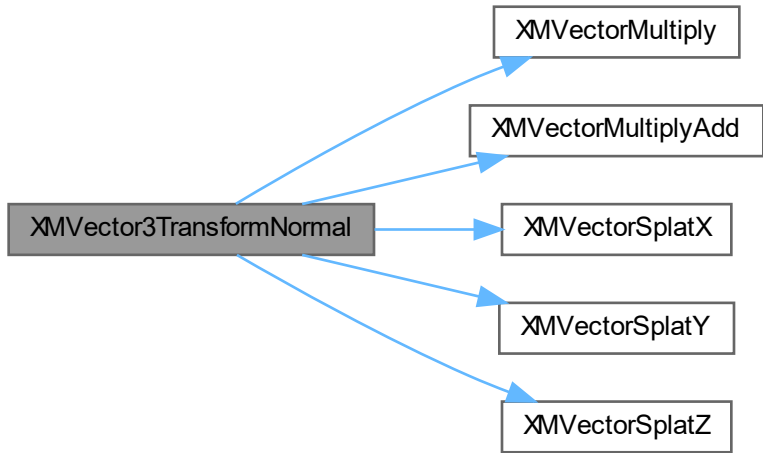 XMVectorMultiply
XMVectorMultiplyAdd
XMVector3TransformNormal
XMVectorSplatX
XMVectorSplatY
XMVectorSplatZ